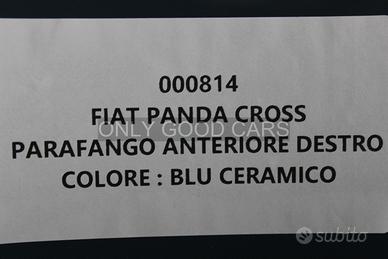 000814
FIAT PANDA CROSS
ONLY GOOD CARS
PARAFANGO ANTERIORE DESTRO
COLORE : BLU CERAMICO
subito